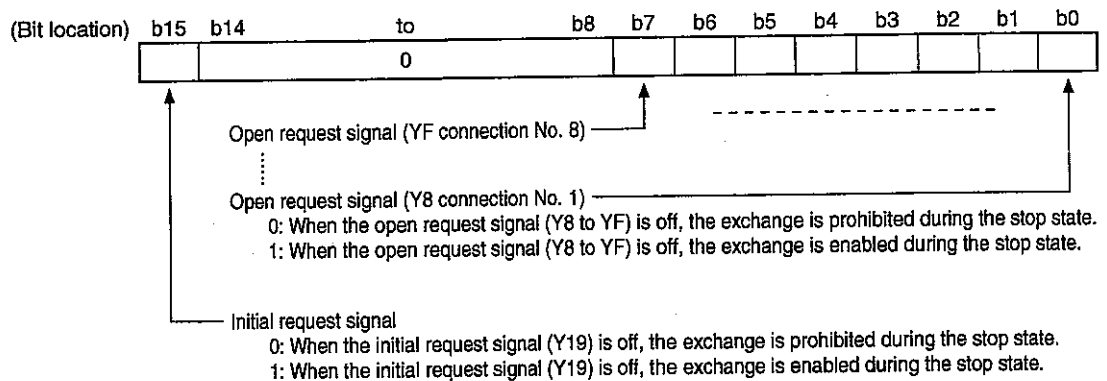 (Bit location) b15 b14 to b8 b7 b6 b5 b4 b3 b2 b1 b0
0
Open request signal (YF connection No. 8)
Open request signal (Y8 connection No. 1)
0: When the open request signal (Y8 to YF) is off, the exchange is prohibited during the stop state.
1: When the open request signal (Y8 to YF) is off, the exchange is enabled during the stop state.
Initial request signal
0: When the initial request signal (Y19) is off, the exchange is prohibited during the stop state.
1: When the initial request signal (Y19) is off, the exchange is enabled during the stop state.